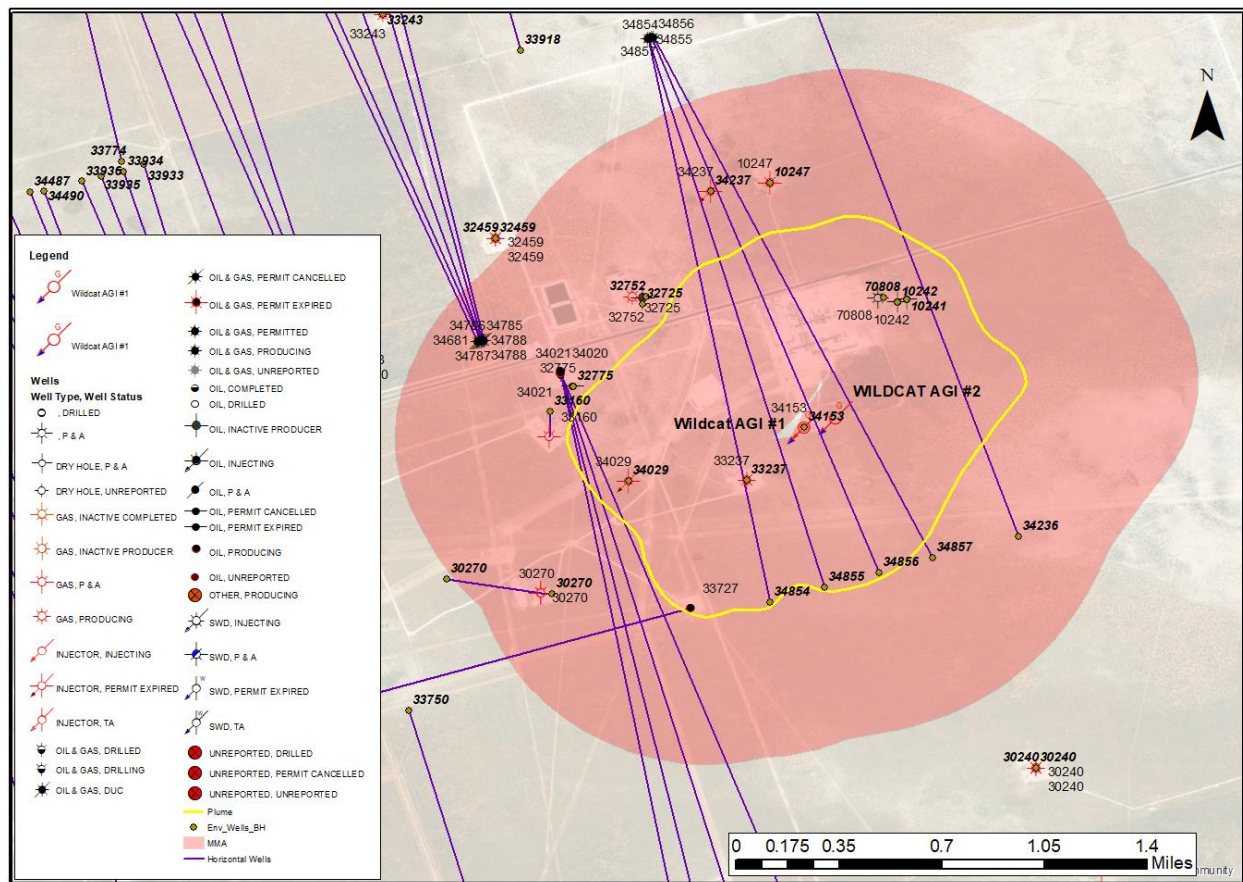 33243
33243
33918
34854 34856
34855
34857
33774
33934
33936
33933
33935
34487
34490
N
10247
10247
34237
34237
32459 32459
32459
32459
32752
32725
32725
32752
70808
10242
10241
70808
10242
34786 34785
34681 34788
34787 34788
34021 34020
32775
32775
34021
33160
33160
WILDCAT AGI #2
34153
Wildcat AGI #1
34153
34029
34029
33237
33237
34236
34857
34856
34855
34854
30270
30270
30270
30270
33727
33750
30240 30240
30240
30240
Legend
G
Wildcat AGI #1
G
Wildcat AGI #1
Wells
Well Type, Well Status
, DRILLED
, P & A
DRY HOLE, P & A
DRY HOLE, UNREPORTED
GAS, INACTIVE COMPLETED
GAS, INACTIVE PRODUCER
GAS, P & A
GAS, PRODUCING
INJECTOR, INJECTING
INJECTOR, PERMIT EXPIRED
INJECTOR, TA
OIL & GAS, DRILLED
OIL & GAS, DRILLING
OIL & GAS, DUC
OIL & GAS, PERMIT CANCELLED
OIL & GAS, PERMIT EXPIRED
OIL & GAS, PERMITTED
OIL & GAS, PRODUCING
OIL & GAS, UNREPORTED
OIL, COMPLETED
OIL, DRILLED
OIL, INACTIVE PRODUCER
OIL, INJECTING
OIL, P & A
OIL, PERMIT CANCELLED
OIL, PERMIT EXPIRED
OIL, PRODUCING
OIL, UNREPORTED
OTHER, PRODUCING
SWD, INJECTING
SWD, P & A
SWD, PERMIT EXPIRED
SWD, TA
UNREPORTED, DRILLED
UNREPORTED, PERMIT CANCELLED
UNREPORTED, UNREPORTED
Plume
Env_Wells_BH
MMA
Horizontal Wells
0 0.175 0.35 0.7 1.05 1.4
Miles